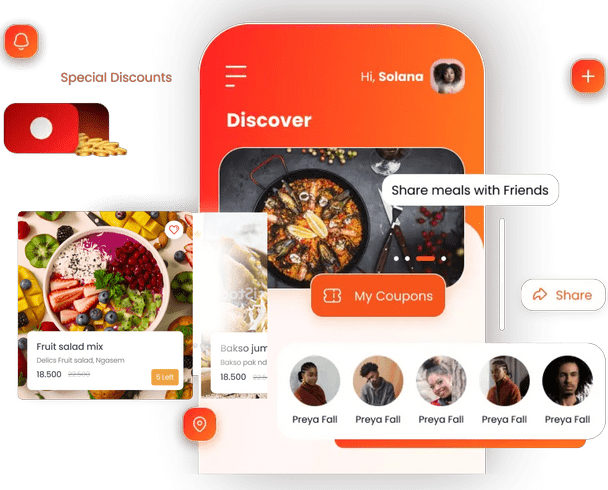 Special Discounts
Hi, Solana
Discover
Share meals with Friends
My Coupons
Share
Fruit salad mix
Delics Fruit salad, Ngasem
18.500 22.500
5 Left
Bakso jum
Bakso pak nd
18.500 22.5
Preya Fall Preya Fall Preya Fall Preya Fall Preya Fall